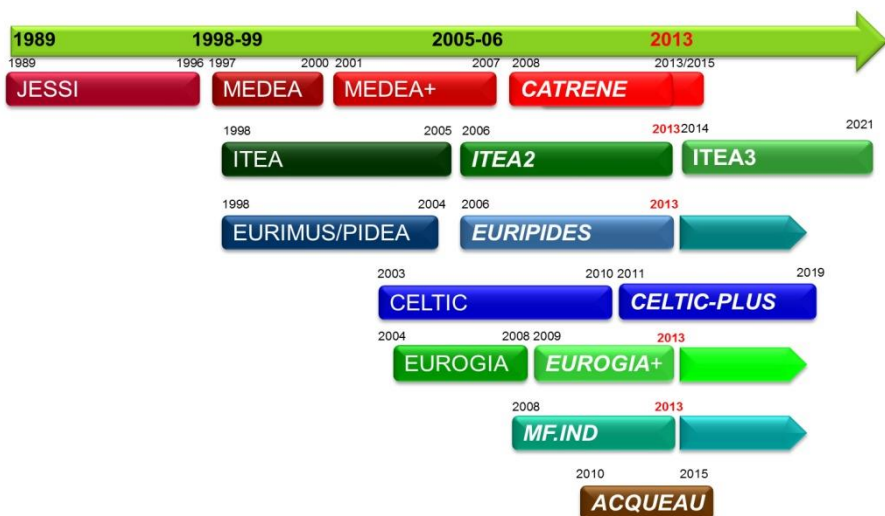 1989 1998-99 2005-06 2013
1989 1996 1997 2000 2001 2007 2008 2013/2015
JESSI MEDEA MEDEA+ CATRENE
1998 2005 2006 2013 2014 2021
ITEA ITEA2 ITEA3
1998 2004 2006 2013
EURIMUS/PIDEA EURIPIDES
2003 2010 2011 2019
CELTIC CELTIC-PLUS
2004 2008 2009 2013
EUROGIA EUROGIA+
2008 2013
MF.IND
2010 2015
ACQUEAU